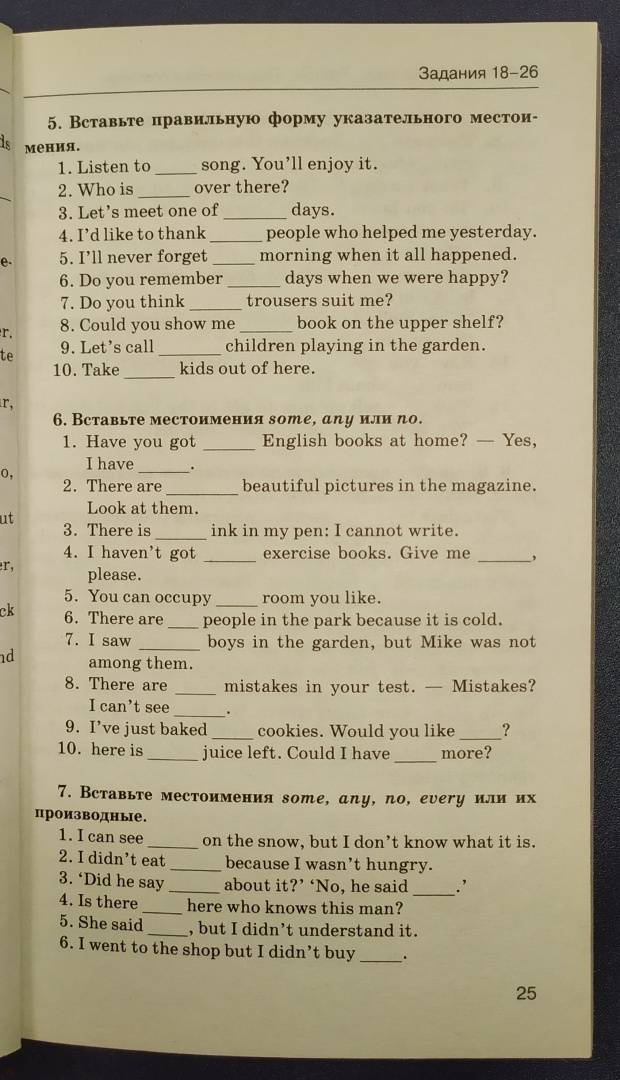 Задания 18–26
5. Вставьте правильную форму указательного местои-
мения.
1. Listen to _____ song. You’ll enjoy it.
2. Who is ______ over there?
3. Let’s meet one of _______ days.
4. I’d like to thank ______ people who helped me yesterday.
5. I’ll never forget _____ morning when it all happened.
6. Do you remember ______ days when we were happy?
7. Do you think ______ trousers suit me?
8. Could you show me ______ book on the upper shelf?
9. Let’s call _______ children playing in the garden.
10. Take ______ kids out of here.
6. Вставьте местоимения some, any или no.
1. Have you got ______ English books at home? — Yes,
I have ______.
2. There are ________ beautiful pictures in the magazine.
Look at them.
3. There is ______ ink in my pen: I cannot write.
4. I haven’t got ______ exercise books. Give me ______,
please.
5. You can occupy _____ room you like.
6. There are ____ people in the park because it is cold.
7. I saw _______ boys in the garden, but Mike was not
among them.
8. There are _____ mistakes in your test. — Mistakes?
I can’t see ______.
9. I’ve just baked _____ cookies. Would you like _____?
10. here is ______ juice left. Could I have _____ more?
7. Вставьте местоимения some, any, no, every или их
производные.
1. I can see ______ on the snow, but I don’t know what it is.
2. I didn’t eat ______ because I wasn’t hungry.
3. ‘Did he say ______ about it?’ ‘No, he said _____.’
4. Is there _____ here who knows this man?
5. She said _____, but I didn’t understand it.
6. I went to the shop but I didn’t buy _____.
25